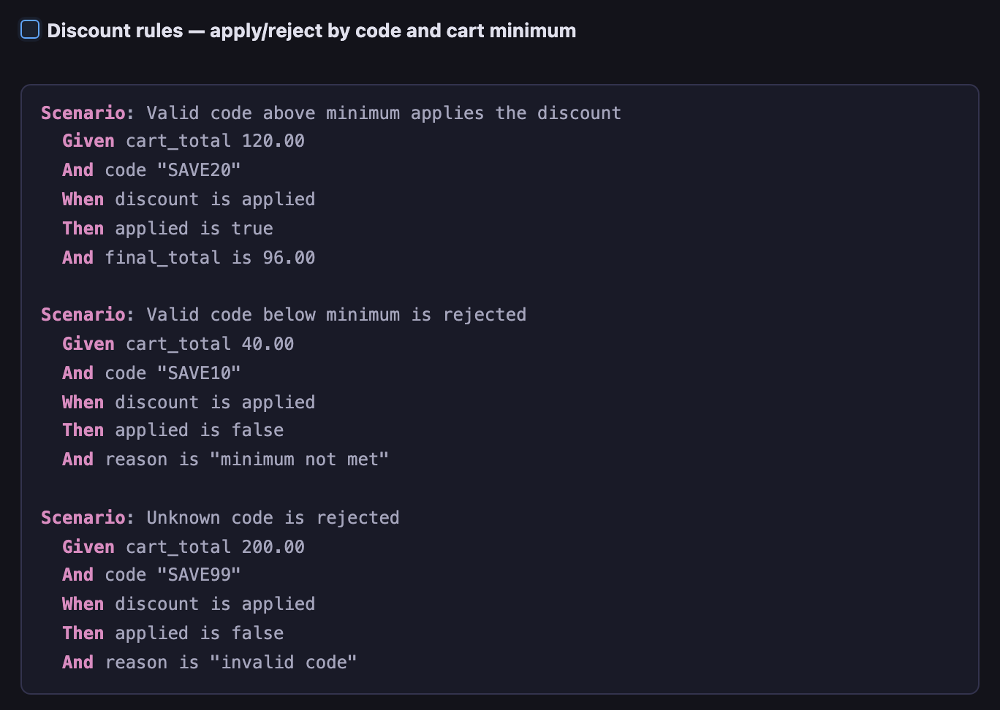 Discount rules — apply/reject by code and cart minimum
Scenario: Valid code above minimum applies the discount
Given cart_total 120.00
And code "SAVE20"
When discount is applied
Then applied is true
And final_total is 96.00
Scenario: Valid code below minimum is rejected
Given cart_total 40.00
And code "SAVE10"
When discount is applied
Then applied is false
And reason is "minimum not met"
Scenario: Unknown code is rejected
Given cart_total 200.00
And code "SAVE99"
When discount is applied
Then applied is false
And reason is "invalid code"